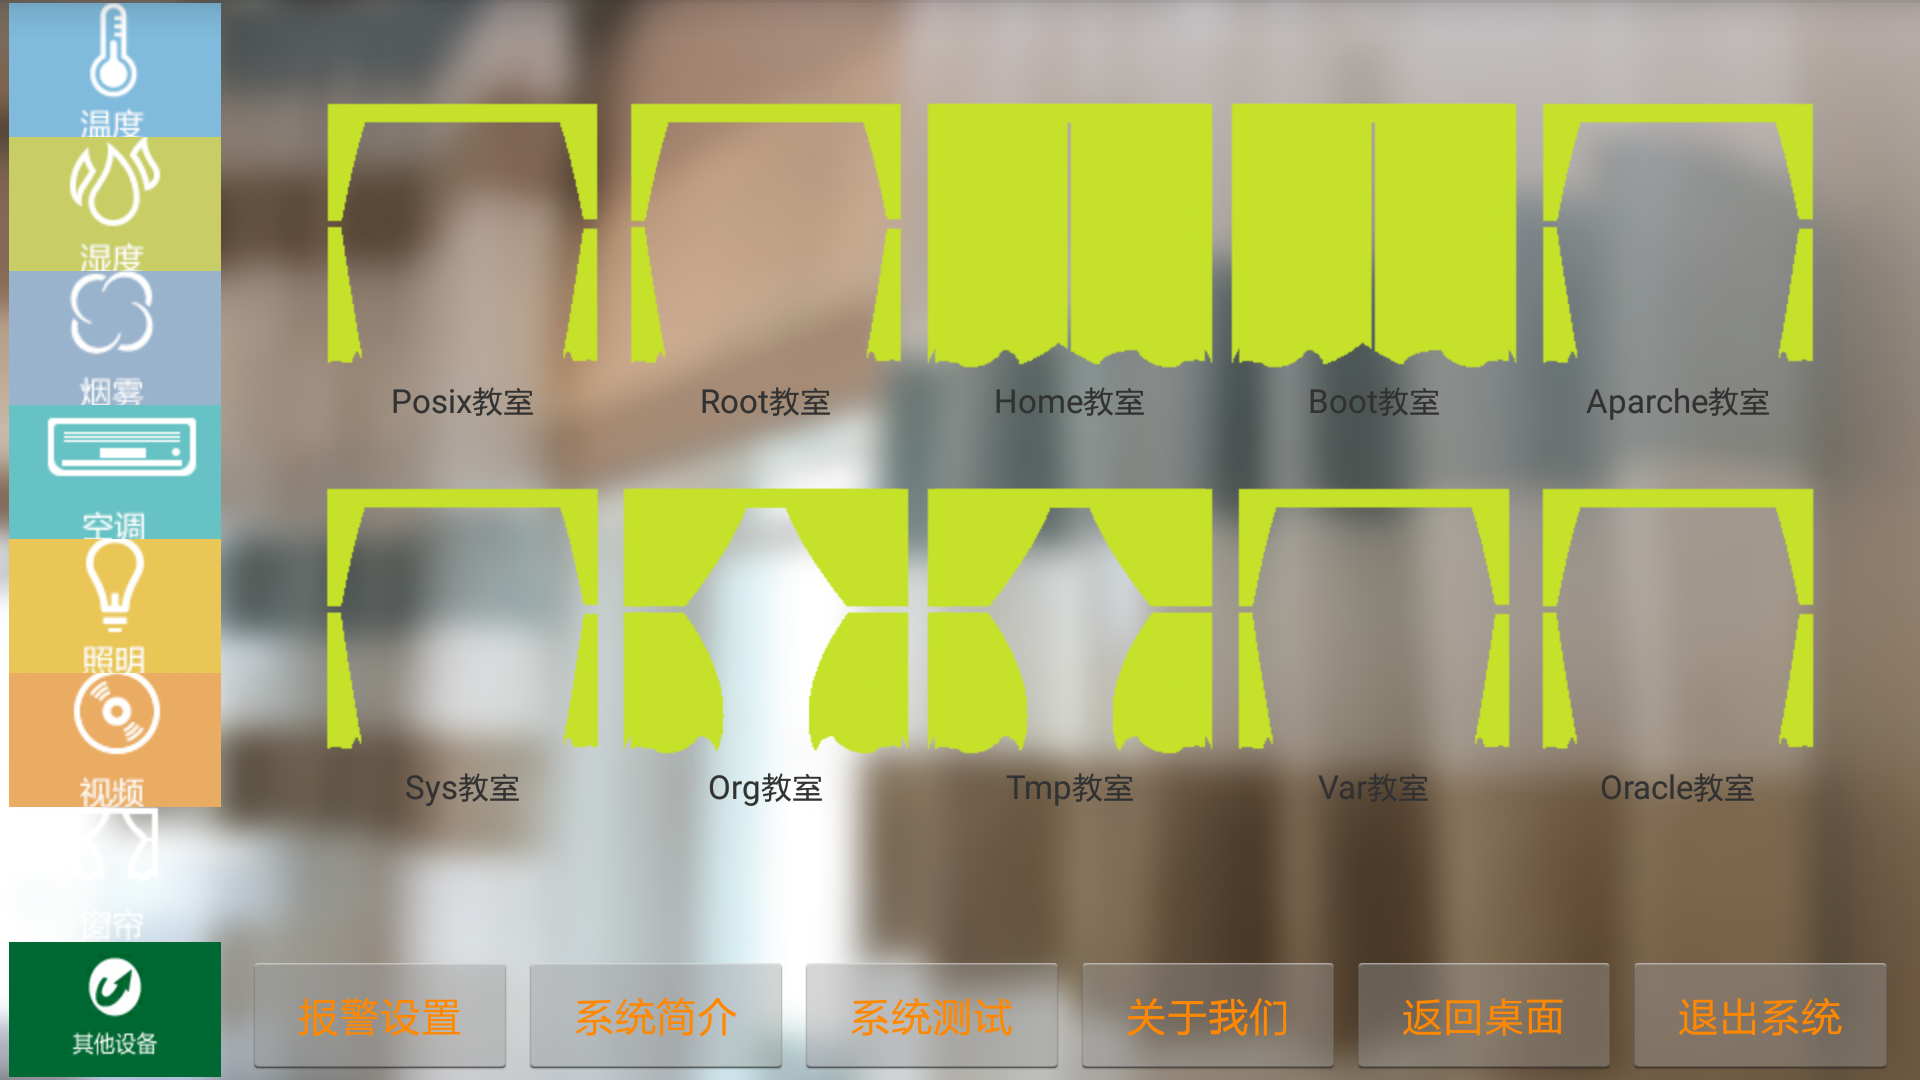 温度
湿度
烟雾
空调
照明
视频
窗帘
其他设备
Posix教室
Root教室
Home教室
Boot教室
Aparche教室
Sys教室
Org教室
Tmp教室
Var教室
Oracle教室
报警设置
系统简介
系统测试
关于我们
返回桌面
退出系统